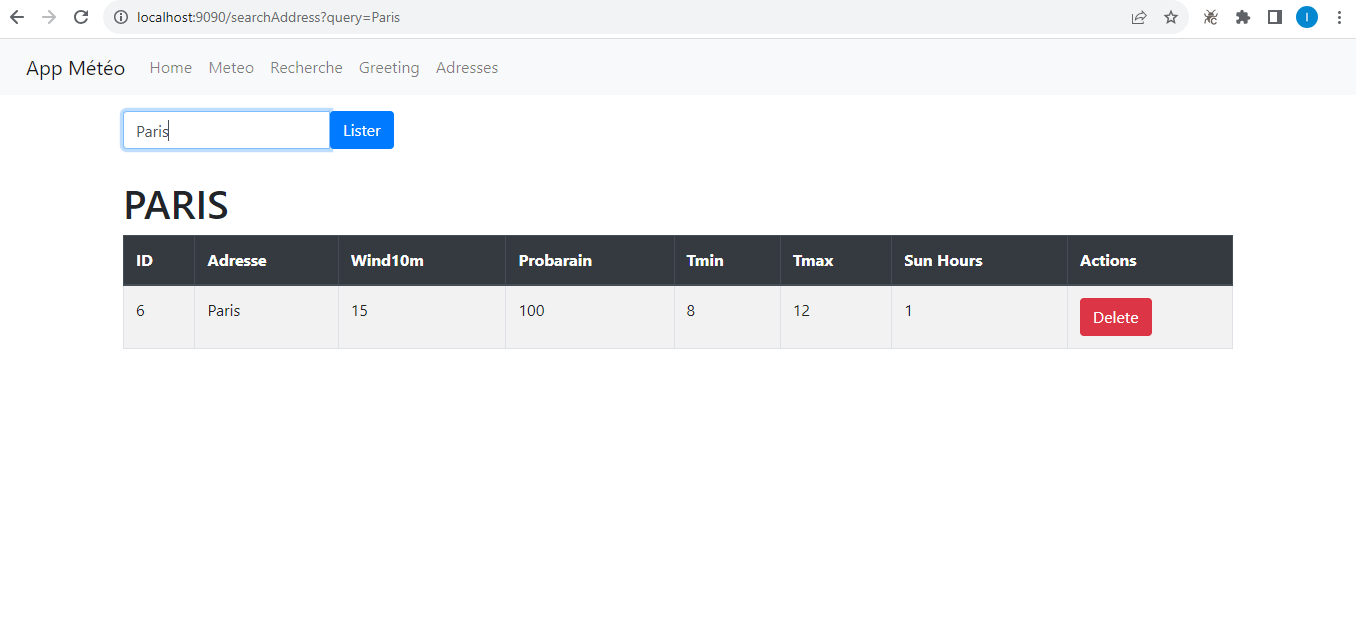 localhost:9090/searchAddress?query=Paris
I
App Météo Home Meteo Recherche Greeting Adresses
Paris Lister
PARIS
ID Adresse Wind10m Probarain Tmin Tmax Sun Hours Actions
6 Paris 15 100 8 12 1 Delete